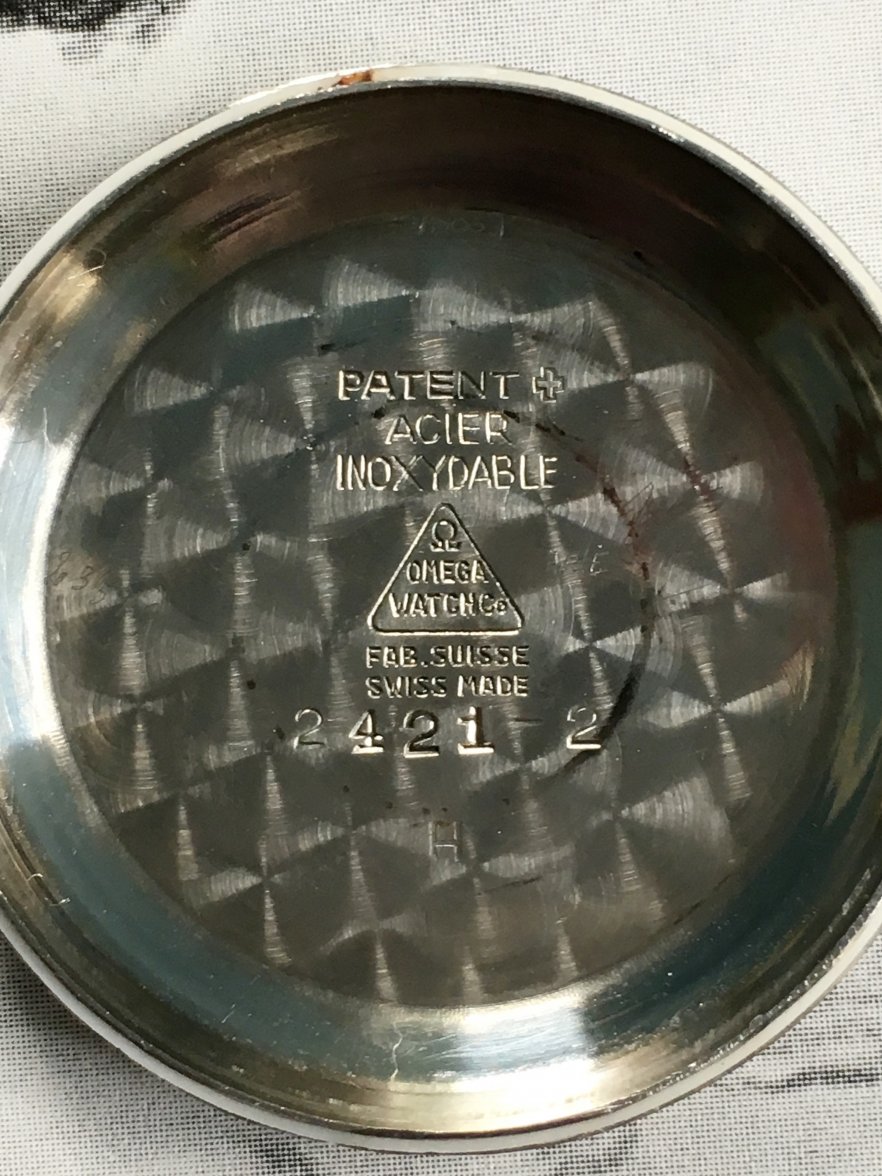 PATENT ✚
ACIER
INOXYDABLE
Ω
OMEGA
WATCH Co
FAB. SUISSE
SWISS MADE
2421-2
H